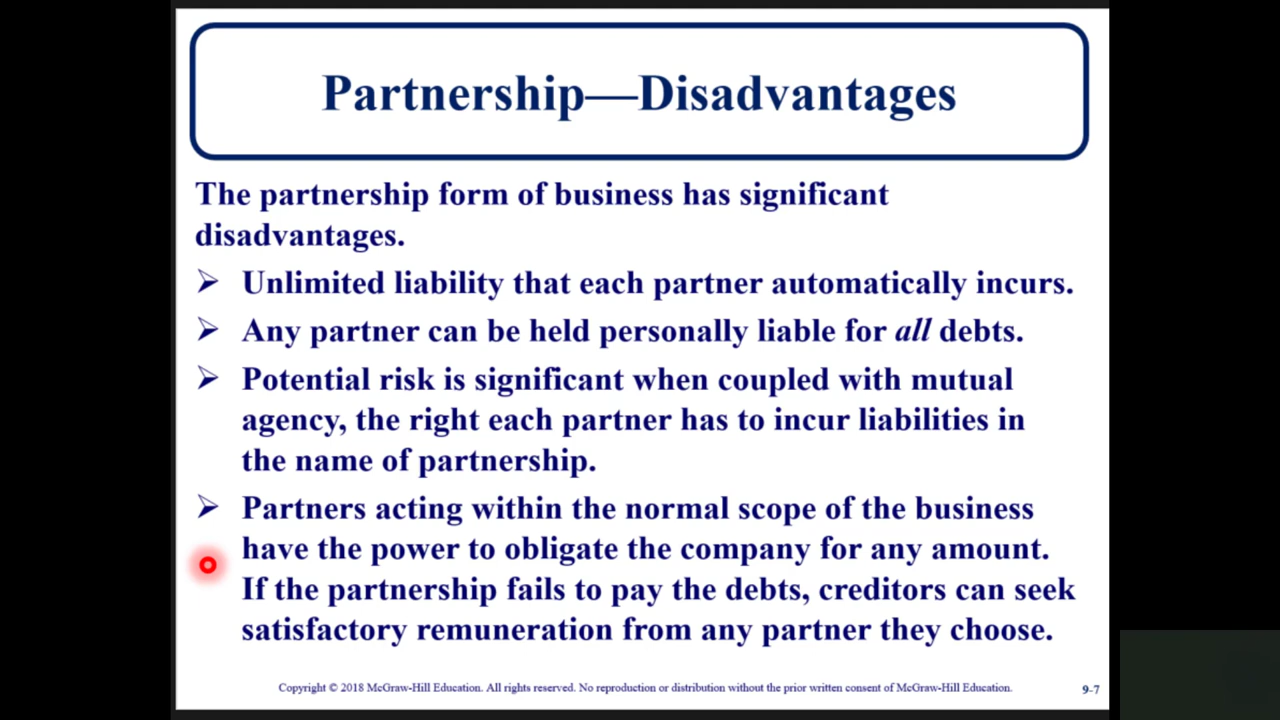 Partnership—Disadvantages
The partnership form of business has significant
disadvantages.
➢ Unlimited liability that each partner automatically incurs.
➢ Any partner can be held personally liable for all debts.
➢ Potential risk is significant when coupled with mutual
agency, the right each partner has to incur liabilities in
the name of partnership.
➢ Partners acting within the normal scope of the business
have the power to obligate the company for any amount.
If the partnership fails to pay the debts, creditors can seek
satisfactory remuneration from any partner they choose.
Copyright © 2018 McGraw-Hill Education. All rights reserved. No reproduction or distribution without the prior written consent of McGraw-Hill Education.
9-7